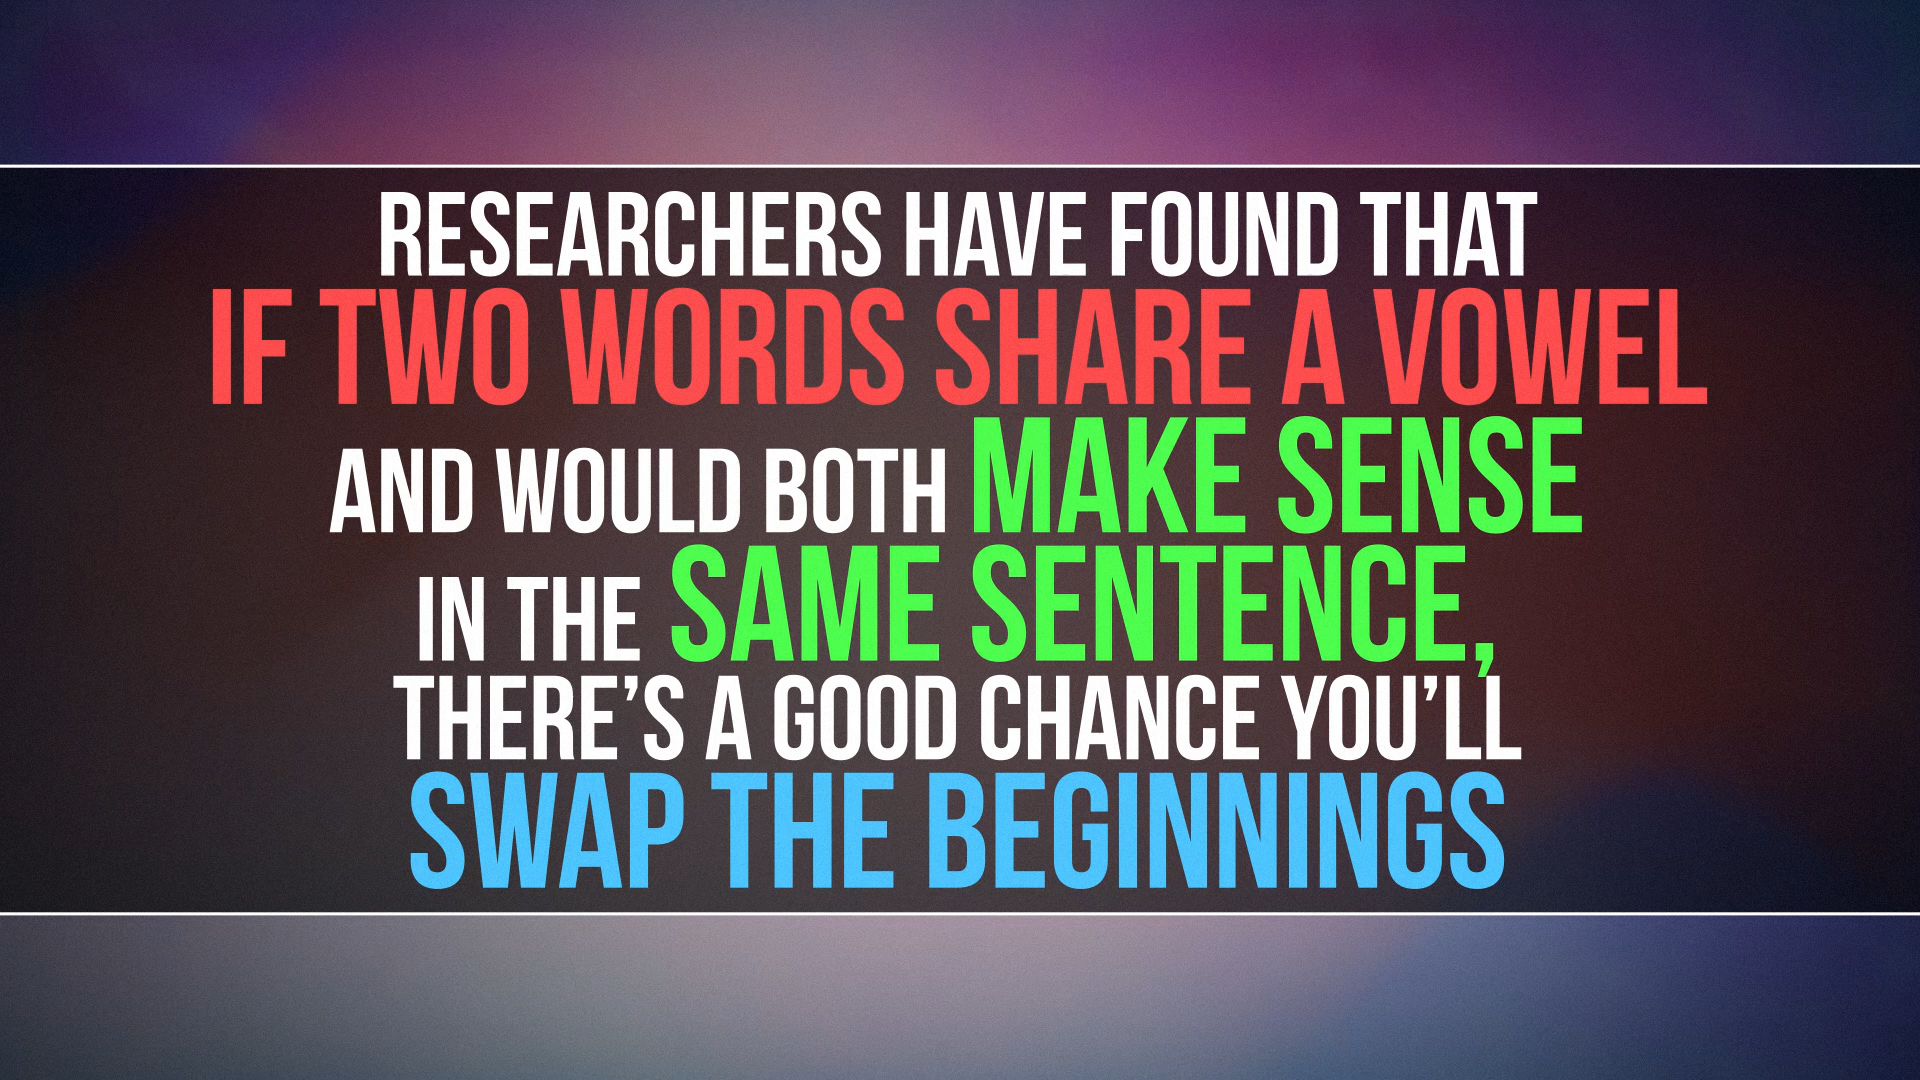 RESEARCHERS HAVE FOUND THAT
IF TWO WORDS SHARE A VOWEL
AND WOULD BOTH MAKE SENSE
IN THE SAME SENTENCE,
THERE’S A GOOD CHANCE YOU’LL
SWAP THE BEGINNINGS